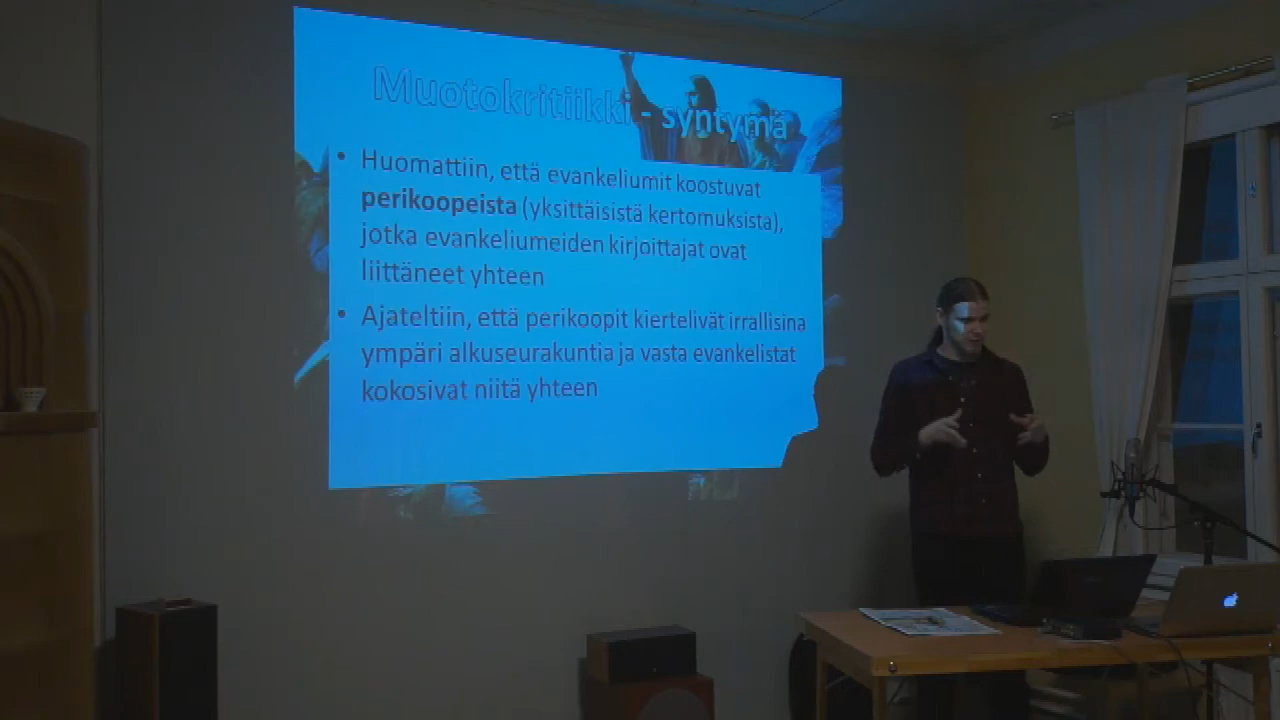 Muotokritiikki - syntymä
• Huomattiin, että evankeliumit koostuvat
perikoopeista (yksittäisistä kertomuksista),
jotka evankeliumeiden kirjoittajat ovat
liittäneet yhteen
• Ajateltiin, että perikoopit kiertelivät irrallisina
ympäri alkuseurakuntia ja vasta evankelistat
kokosivat niitä yhteen